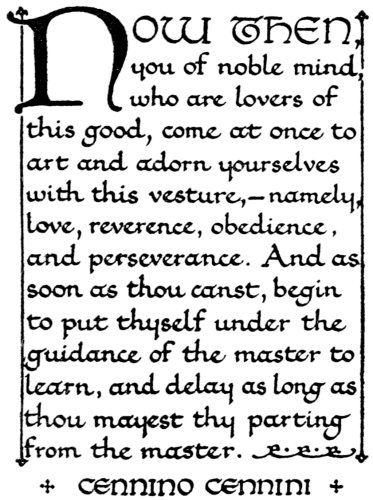 NOW THEN,
you of noble mind,
who are lovers of
this good, come at once to
art and adorn yourselves
with this vesture,—namely,
love, reverence, obedience,
and perseverance. And as
soon as thou canst, begin
to put thyself under the
guidance of the master to
learn, and delay as long as
thou mayest thy parting
from the master.
+ CENNINO CENNINI +